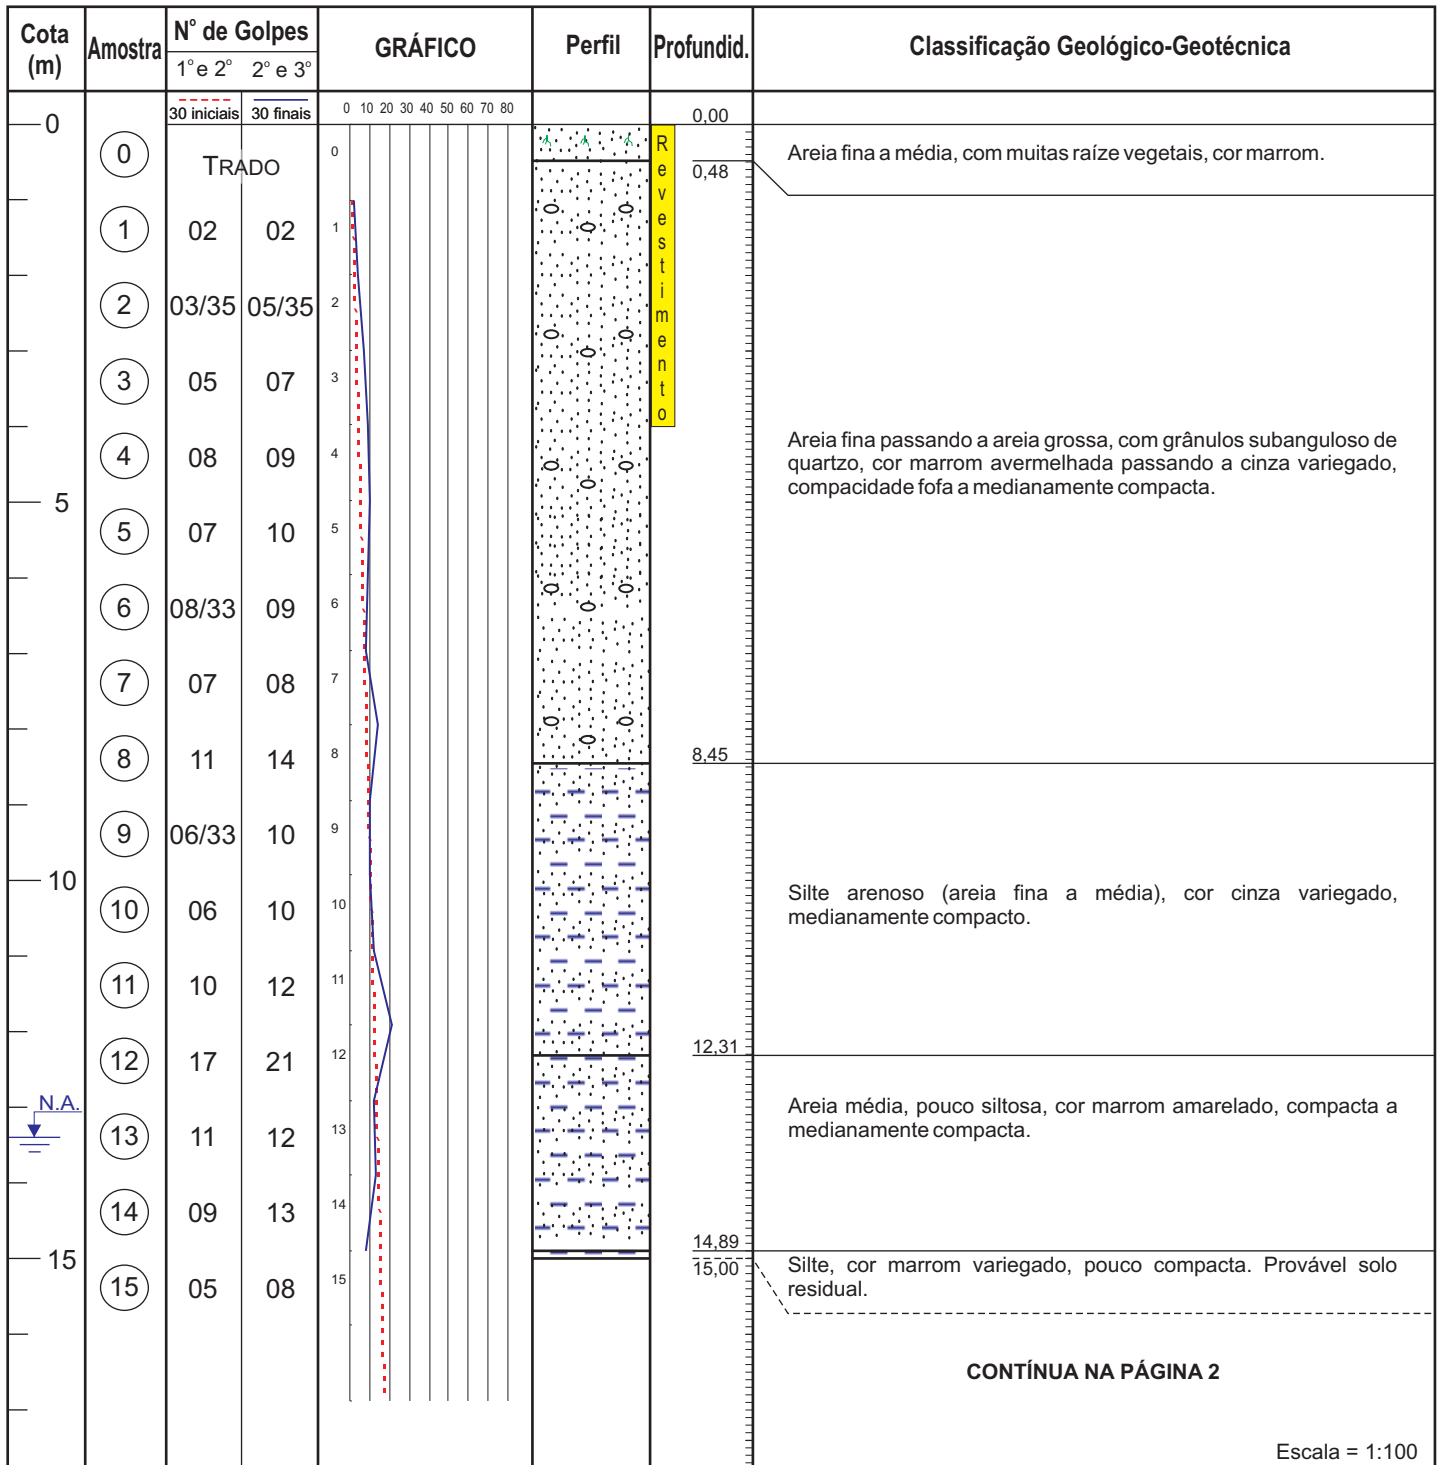 Cota (m) Amostra N° de Golpes GRÁFICO Perfil Profundid. Classificação Geológico-Geotécnica
1° e 2° 2° e 3°
30 iniciais 30 finais 0 10 20 30 40 50 60 70 80
0 0,00
0 TRADO 0 Areia fina a média, com muitas raíze vegetais, cor marrom.
0,48
Revestimento
1 02 02 1
2 03/35 05/35 2
3 05 07 3
4 08 09 4
Areia fina passando a areia grossa, com grânulos subanguloso de
quartzo, cor marrom avermelhada passando a cinza variegado,
compacidade fofa a medianamente compacta.
5
5 07 10 5
6 08/33 09 6
7 07 08 7
8 11 14 8 8,45
9 06/33 10 9
10
Silte arenoso (areia fina a média), cor cinza variegado,
medianamente compacto.
10 06 10 10
11 10 12 11
12,31
12 17 21 12
N.A.
Areia média, pouco siltosa, cor marrom amarelado, compacta a
medianamente compacta.
13 11 12 13
14 09 13 14
14,89
15 15,00
Silte, cor marrom variegado, pouco compacta. Provável solo
residual.
15 05 08 15
CONTÍNUA NA PÁGINA 2
Escala = 1:100